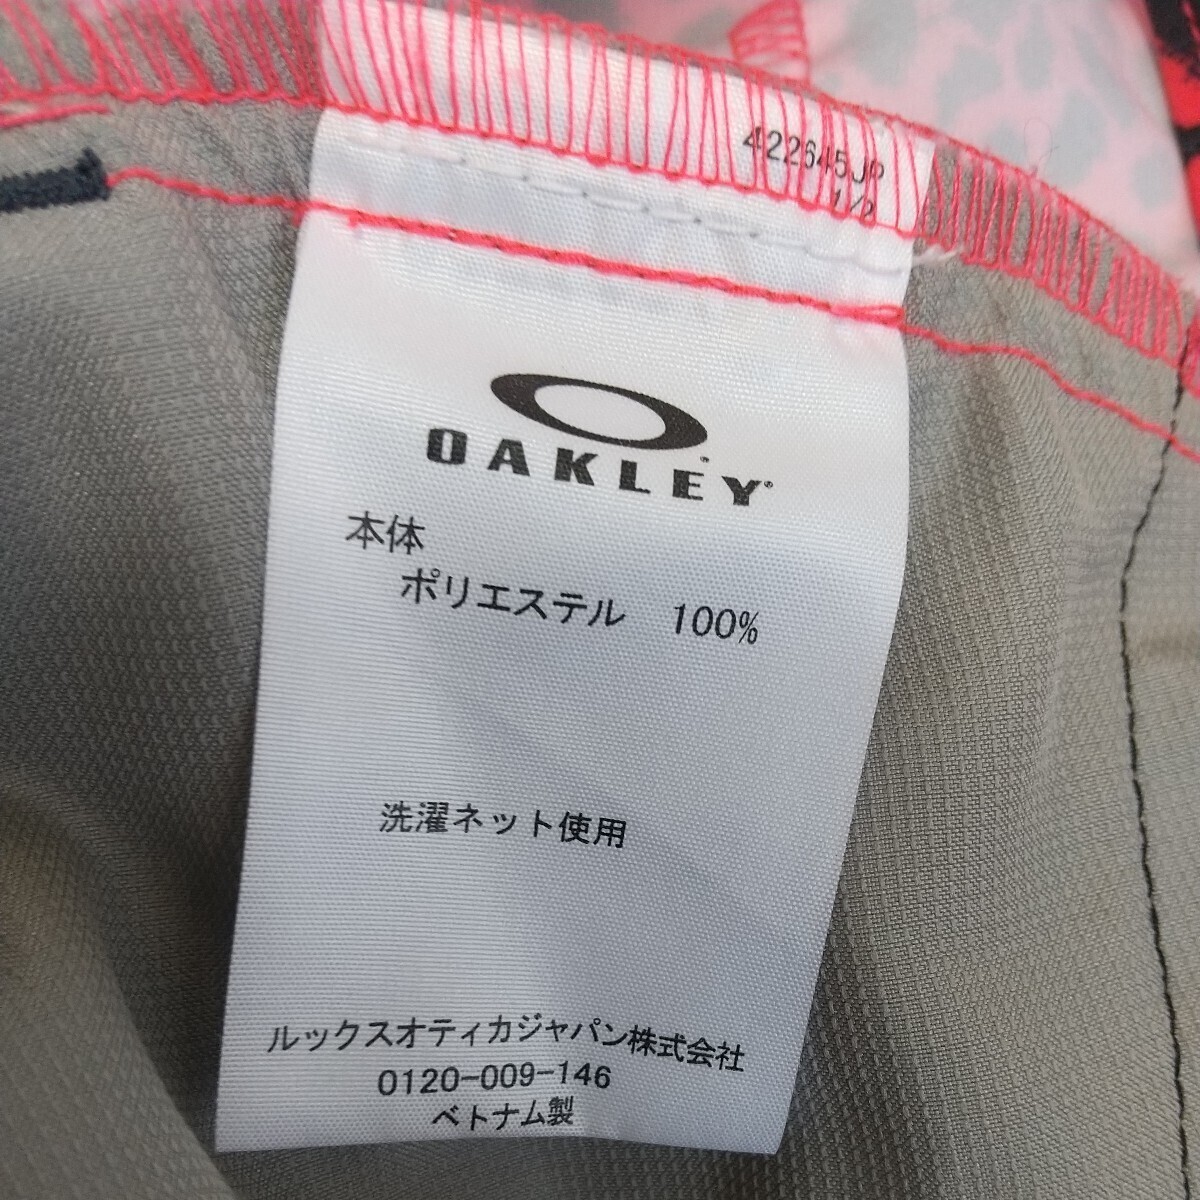 422645JP
1/2
OAKLEY
本体
ポリエステル 100%
洗濯ネット使用
ルックスオティカジャパン株式会社
0120-009-146
ベトナム製